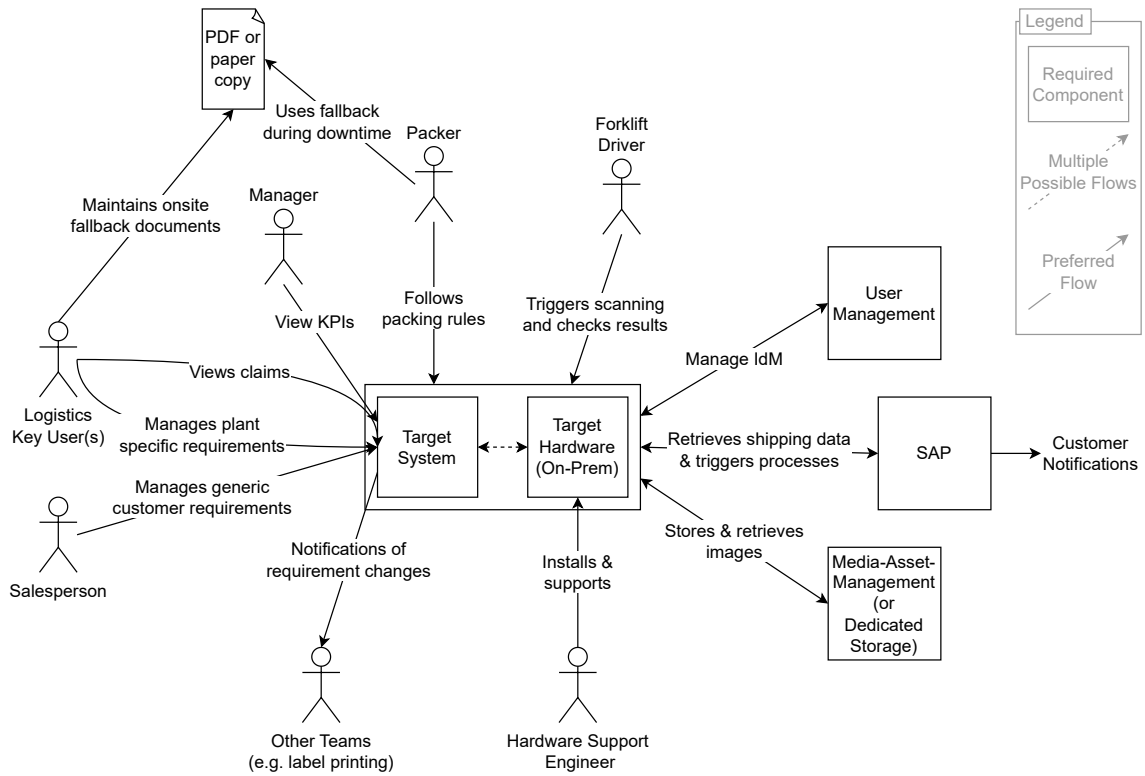 PDF or
paper
copy
Legend
Required
Component
Multiple
Possible Flows
Preferred
Flow
Uses fallback
during downtime
Packer
Forklift
Driver
Manager
Maintains onsite
fallback documents
Follows
packing rules
Triggers scanning
and checks results
View KPIs
User
Management
Manage IdM
Views claims
Logistics
Key User(s)
Manages plant
specific requirements
Target
System
Target
Hardware
(On-Prem)
Retrieves shipping data
& triggers processes
SAP
Customer
Notifications
Manages generic
customer requirements
Salesperson
Notifications of
requirement changes
Installs &
supports
Stores & retrieves
images
Media-Asset-
Management
(or
Dedicated
Storage)
Other Teams
(e.g. label printing)
Hardware Support
Engineer